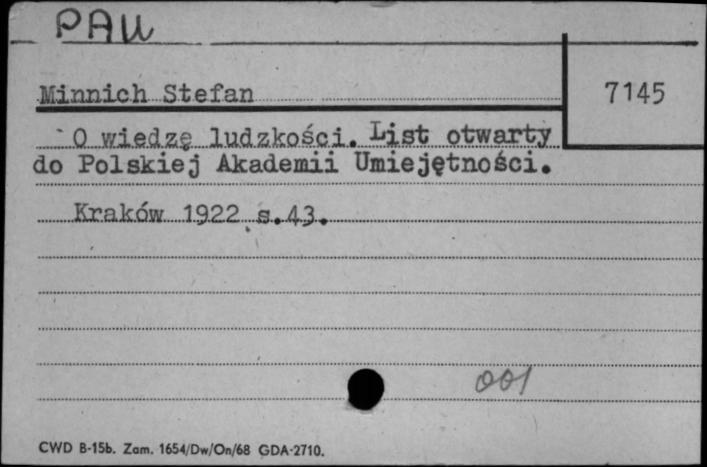 PAU
Minnich Stefan
7145
O wiedzę ludzkości. List otwarty
do Polskiej Akademii Umiejętności.
Kraków 1922 s.43.
001
CWD B-15b. Zam. 1654/Dw/On/68 GDA-2710.